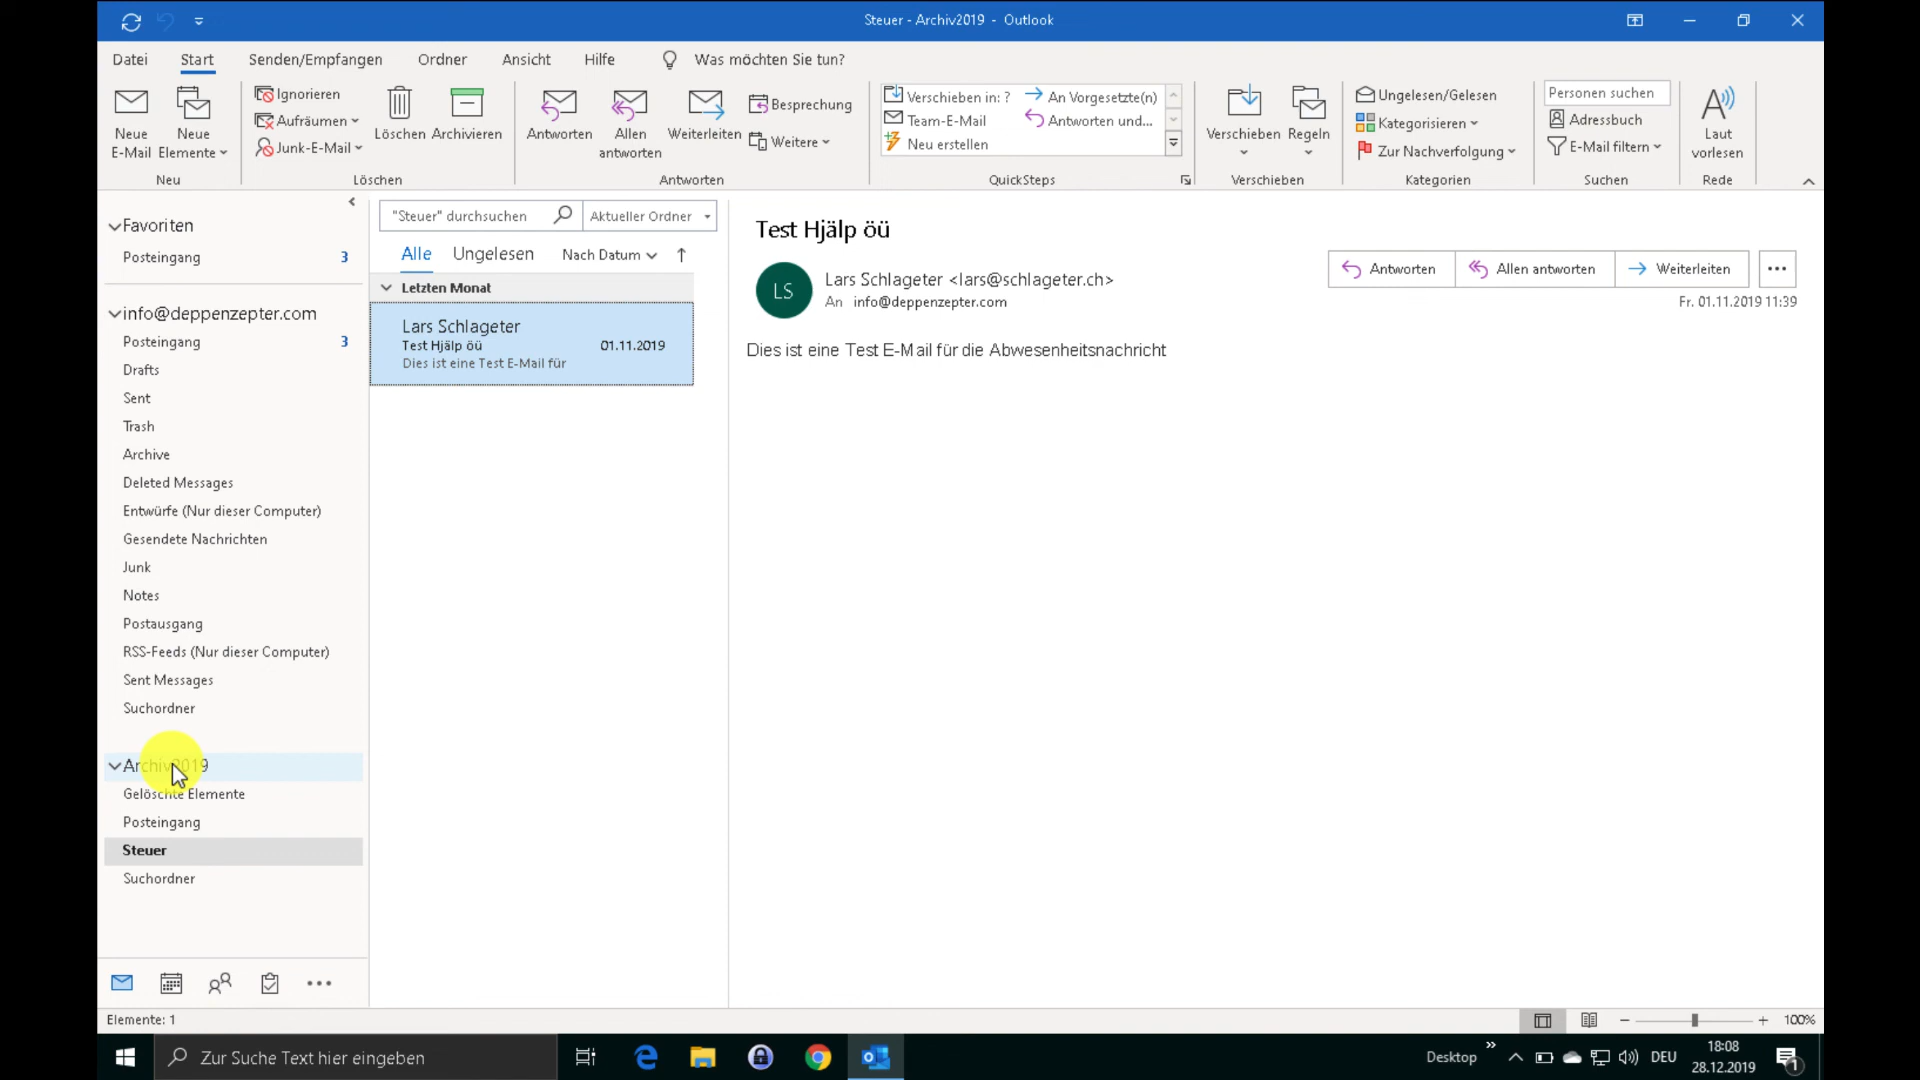 Steuer - Archiv2019 - Outlook
Datei Start Senden/Empfangen Ordner Ansicht Hilfe Was möchten Sie tun?
Neue E-Mail
Neue Elemente
Neu
Ignorieren
Aufräumen
Junk-E-Mail
Löschen
Archivieren
Löschen
Antworten
Allen antworten
Weiterleiten
Besprechung
Weitere
Antworten
Verschieben in: ?
Team-E-Mail
Neu erstellen
An Vorgesetzte(n)
Antworten und...
QuickSteps
Verschieben
Regeln
Verschieben
Ungelesen/Gelesen
Kategorisieren
Zur Nachverfolgung
Kategorien
Personen suchen
Adressbuch
E-Mail filtern
Suchen
Laut vorlesen
Rede
Favoriten
Posteingang 3
info@deppenzepter.com
Posteingang 3
Drafts
Sent
Trash
Archive
Deleted Messages
Entwürfe (Nur dieser Computer)
Gesendete Nachrichten
Junk
Notes
Postausgang
RSS-Feeds (Nur dieser Computer)
Sent Messages
Suchordner
Archiv2019
Gelöschte Elemente
Posteingang
Steuer
Suchordner
"Steuer" durchsuchen Aktueller Ordner
Alle Ungelesen Nach Datum
Letzten Monat
Lars Schlageter
Test Hjälp öü 01.11.2019
Dies ist eine Test E-Mail für
Test Hjälp öü
LS
Lars Schlageter <lars@schlageter.ch>
An info@deppenzepter.com
Antworten Allen antworten Weiterleiten
Fr. 01.11.2019 11:39
Dies ist eine Test E-Mail für die Abwesenheitsnachricht
Elemente: 1
100%
Zur Suche Text hier eingeben
Desktop
DEU
18:08
28.12.2019
1